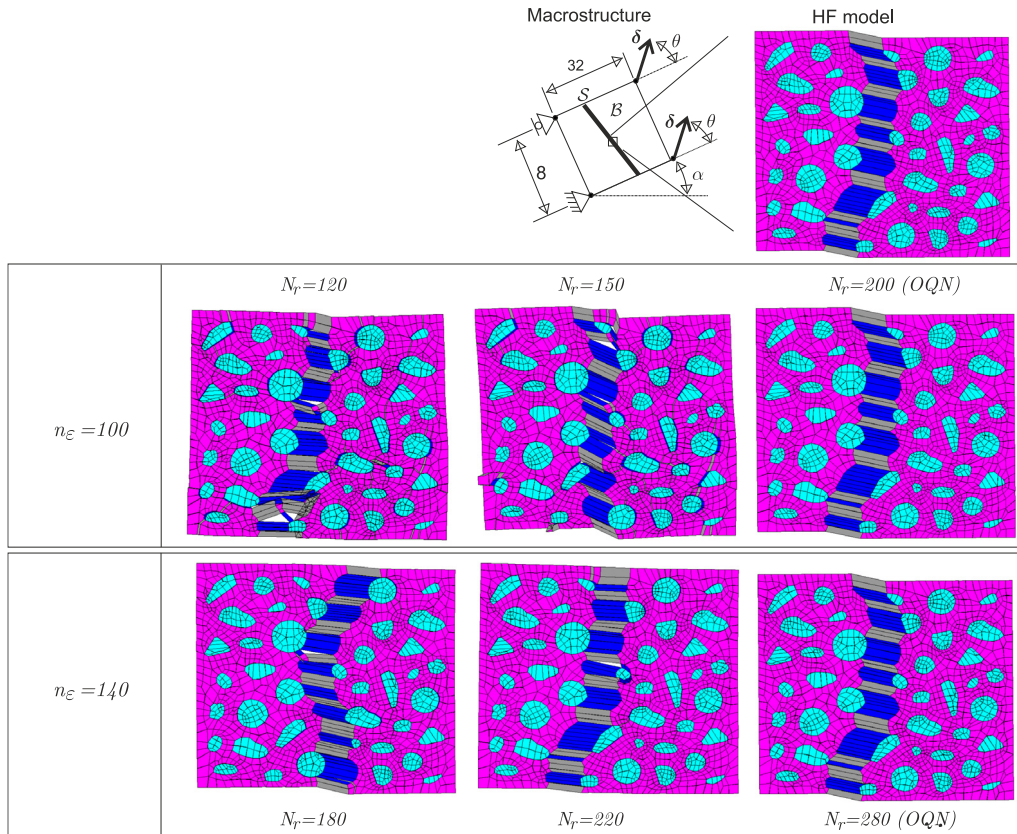 Macrostructure
HF model
δ
θ
32
S
B
δ
θ
8
α
N_r=120
N_r=150
N_r=200 (OQN)
n_ε=100
n_ε=140
N_r=180
N_r=220
N_r=280 (OQN)